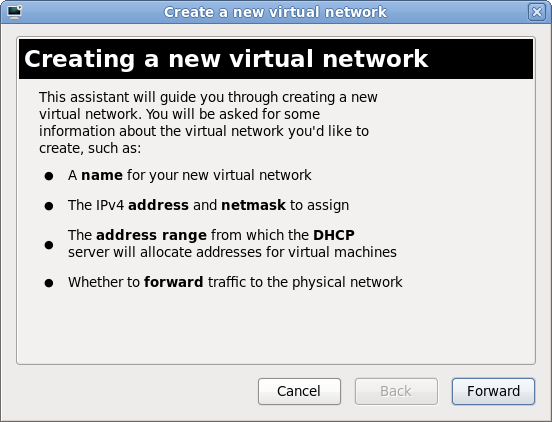 Create a new virtual network
Creating a new virtual network
This assistant will guide you through creating a new
virtual network. You will be asked for some
information about the virtual network you'd like to
create, such as:
● A name for your new virtual network
● The IPv4 address and netmask to assign
● The address range from which the DHCP
server will allocate addresses for virtual machines
● Whether to forward traffic to the physical network
Cancel
Back
Forward